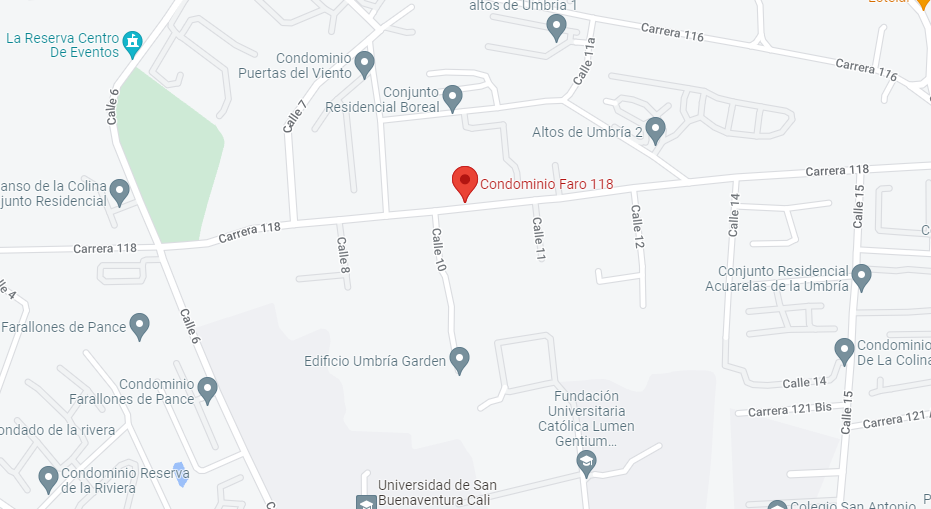 altos de Umbría 1
La Reserva Centro
De Eventos
Carrera 116
Condominio
Puertas del Viento
Calle 11a
Carrera 116
Conjunto
Residencial Boreal
Calle 6
Calle 7
Altos de Umbría 2
Carrera 118
Condominio Faro 118
anso de la Colina
junto Residencial
Calle 14
Calle 15
Carrera 118
Carrera 118
Calle 8
Calle 10
Calle 11
Calle 12
Conjunto Residencial
Acuarelas de la Umbría
C
lle 4
Farallones de Pance
Calle 6
Condominio
De La Colina
Edificio Umbría Garden
Condominio
Farallones de Pance
Calle 14
Fundación
Universitaria
Católica Lumen
Gentium...
Carrera 121 Bis
Calle 15
Carrera 121 A
ondado de la rivera
Condominio Reserva
de la Riviera
Universidad de San
Buenaventura Cali
C
Colegio San Antonio
P